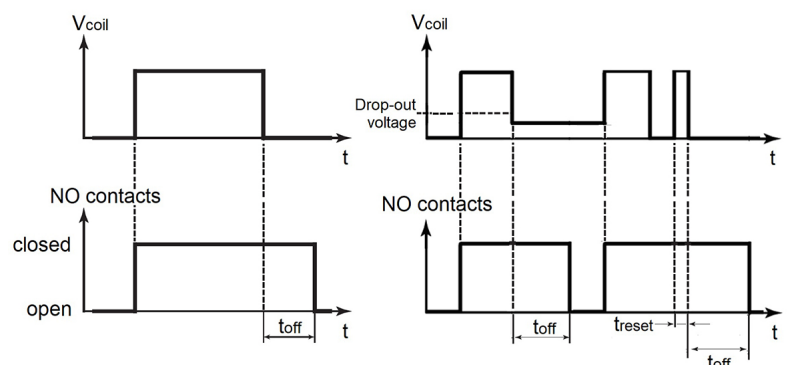 Vcoil
t
NO contacts
closed
open
toff
t
Vcoil
Drop-out
voltage
t
NO contacts
toff
treset
t
toff